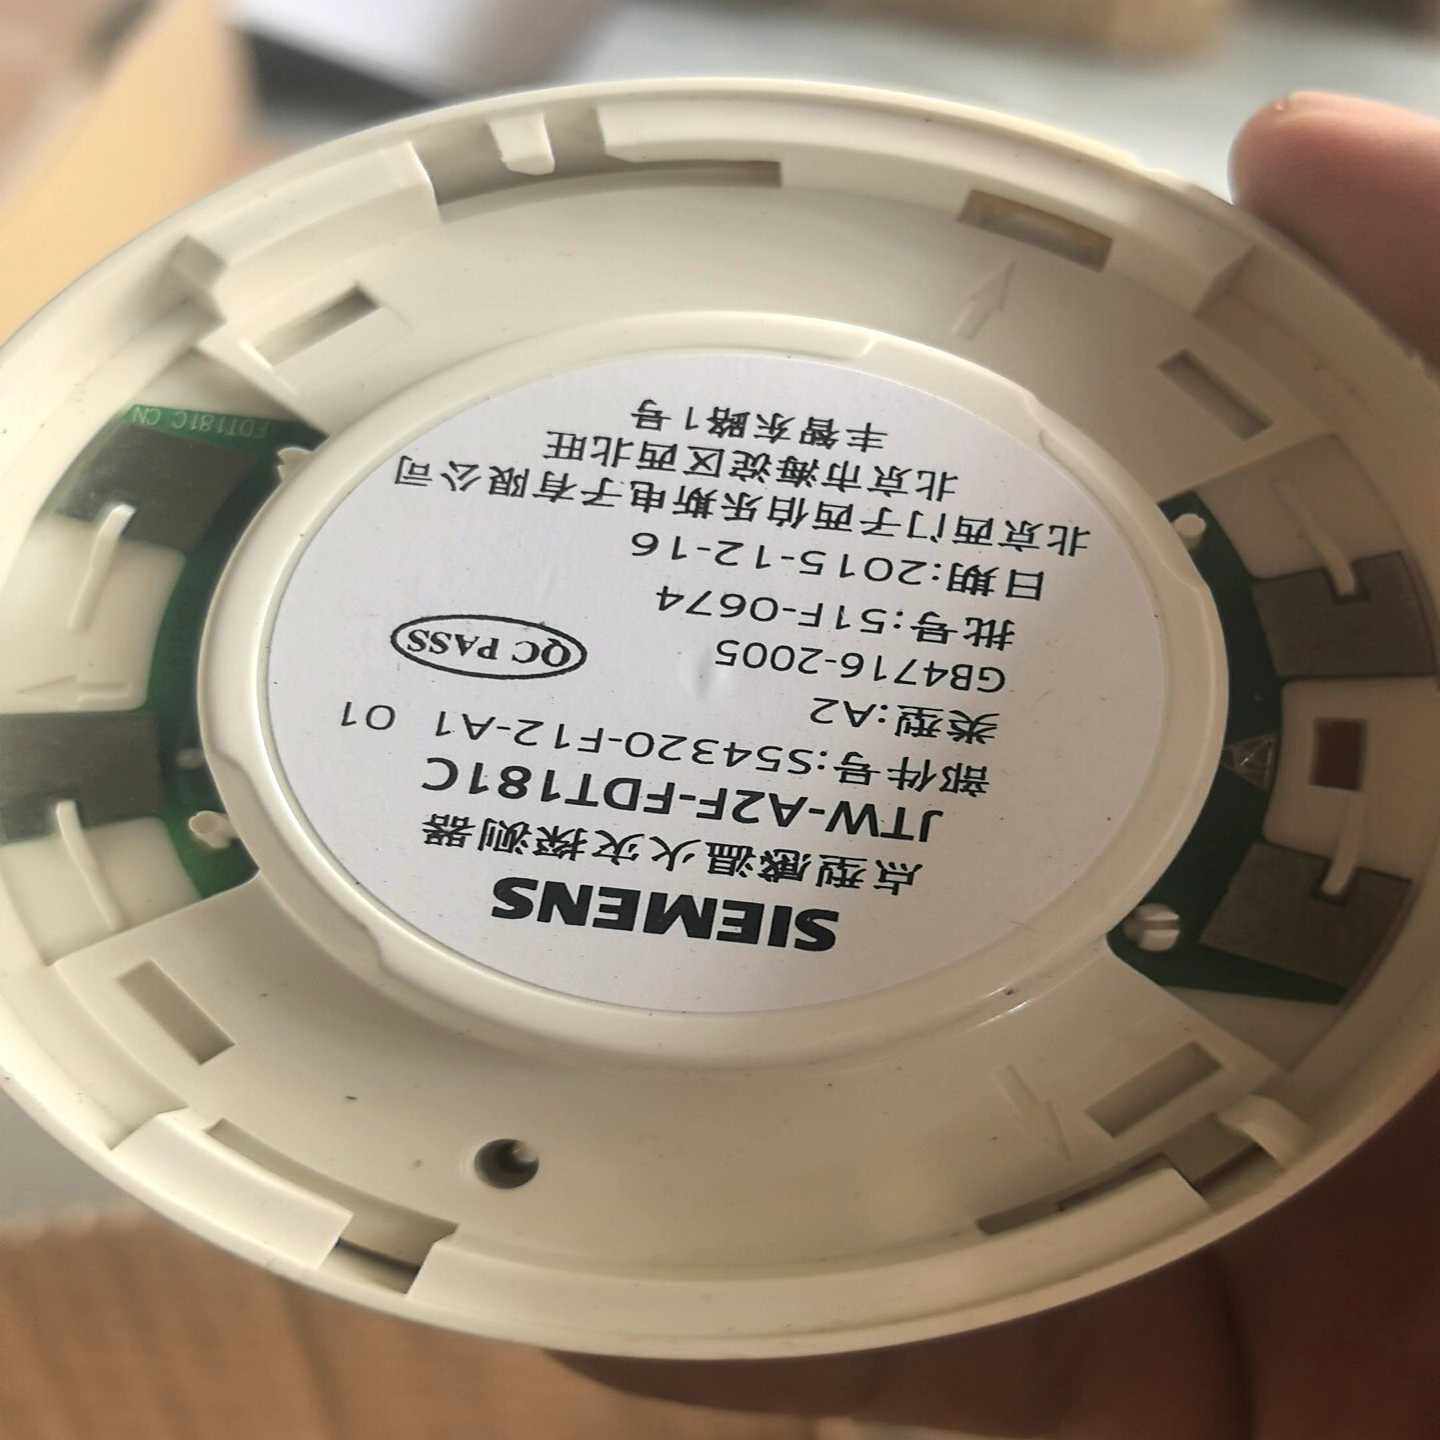 SIEMENS
点型感温火灾探测器
JTW-A2F-FDT181C
部件号:S54320-F12-A1 01
类型:A2
GB4716-2005
QC PASS
批号:51F-0674
日期:2015-12-16
北京西门子西伯乐斯电子有限公司
北京市海淀区西北旺
丰智东路1号
FDT181C CN